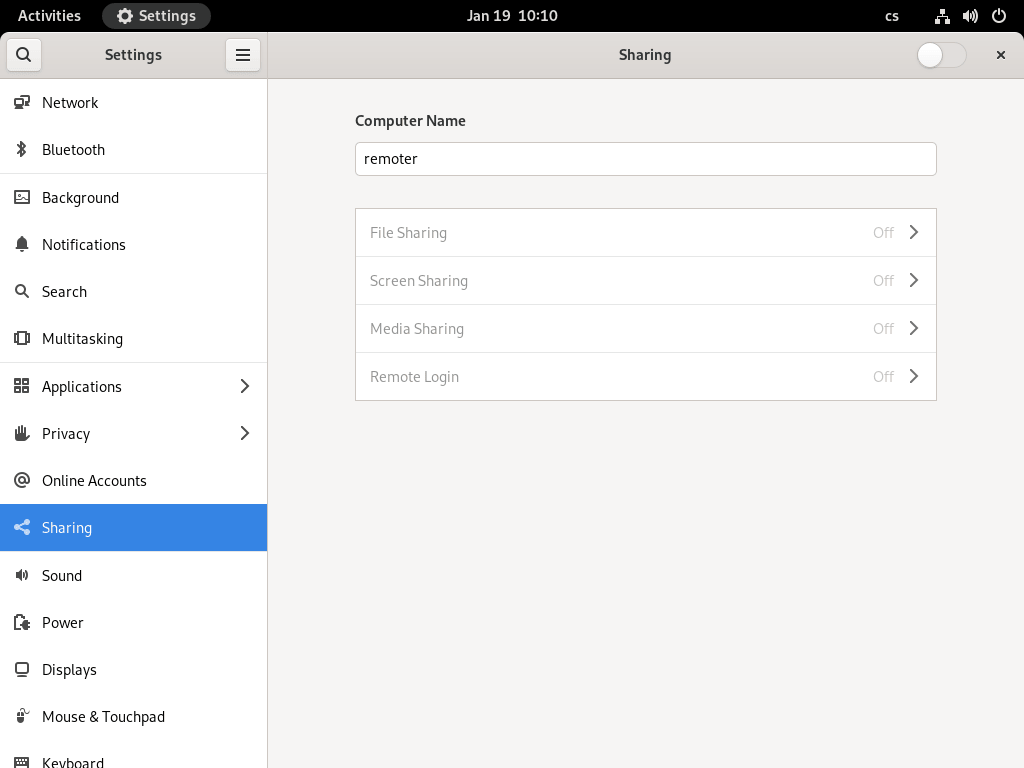 Activities
Settings
Jan 19 10:10
cs
Settings
Sharing
Network
Bluetooth
Background
Notifications
Search
Multitasking
Applications
Privacy
Online Accounts
Sharing
Sound
Power
Displays
Mouse & Touchpad
Keyboard
Computer Name
remoter
File Sharing Off
Screen Sharing Off
Media Sharing Off
Remote Login Off